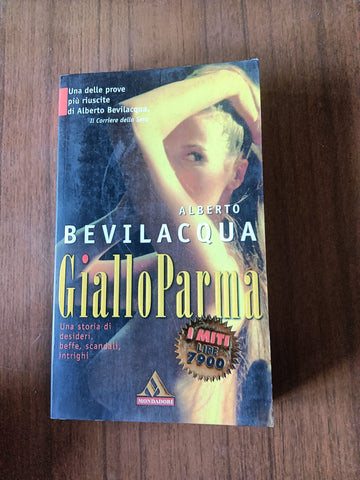 Una delle prove
più riuscite
di Alberto Bevilacqua.
Il Corriere della Sera
ALBERTO
BEVILACQUA
GialloParma
Una storia di
desideri,
beffe, scandali,
intrighi
I MITI
LIRE
7900
MONDADORI